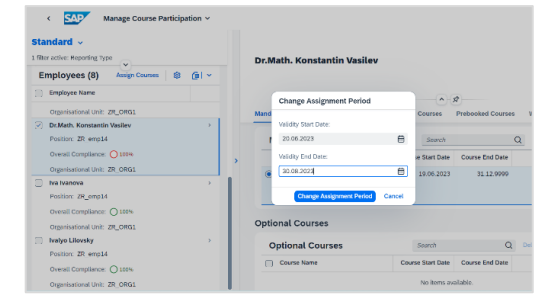 SAP Manage Course Participation
Standard
1 filter active: Reporting Type
Employees (8) Assign Courses
Employee Name
Organisational Unit: ZR_ORG1
Dr.Math. Konstantin Vasilev
Position: ZR_emp14
Overall Compliance: 100%
Organisational Unit: ZR_ORG1
Iva Ivanova
Position: ZR_emp14
Overall Compliance: 100%
Organisational Unit: ZR_ORG1
Ivaylo Lilovsky
Position: ZR_emp14
Overall Compliance: 100%
Organisational Unit: ZR_ORG1
Dr.Math. Konstantin Vasilev
Mand
Courses Prebooked Courses
Search
Start Date Course End Date
19.06.2023 31.12.9999
Change Assignment Period
Validity Start Date:
20.06.2023
Validity End Date:
30.08.2023
Change Assignment Period Cancel
Optional Courses
Optional Courses Search
Course Name Course Start Date Course End Date
No items available.